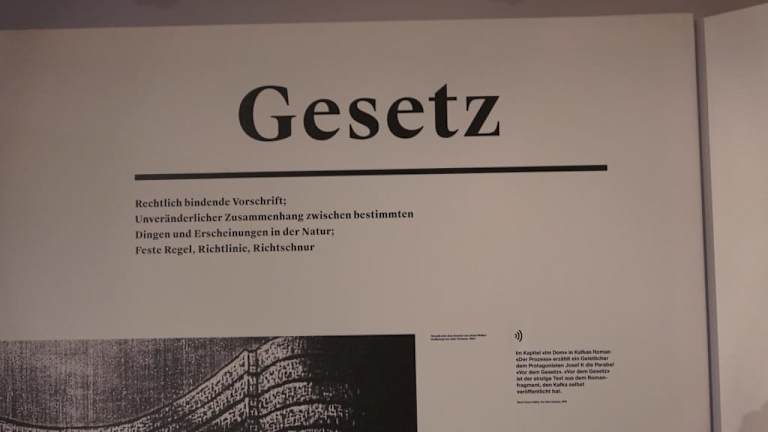 Gesetz
Rechtlich bindende Vorschrift;
Unveränderlicher Zusammenhang zwischen bestimmten
Dingen und Erscheinungen in der Natur;
Feste Regel, Richtlinie, Richtschnur
Im Kapitel «Im Dom» in Kafkas Roman
«Der Prozess» erzählt ein Geistlicher
dem Protagonisten Josef K die Parabel
«Vor dem Gesetz». «Vor dem Gesetz»
ist der einzige Text aus dem Roman-
fragment, den Kafka selbst
veröffentlicht hat.